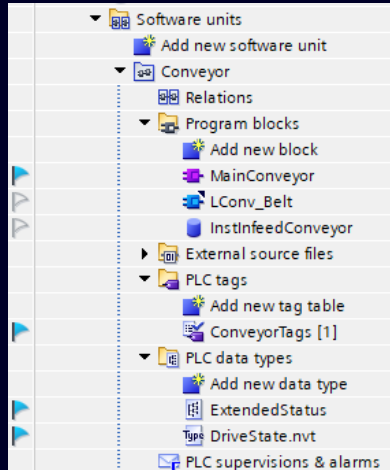 Software units
Add new software unit
Conveyor
Relations
Program blocks
Add new block
MainConveyor
LConv_Belt
InstInfeedConveyor
External source files
PLC tags
Add new tag table
ConveyorTags [1]
PLC data types
Add new data type
ExtendedStatus
Type DriveState.nvt
PLC supervisions & alarms